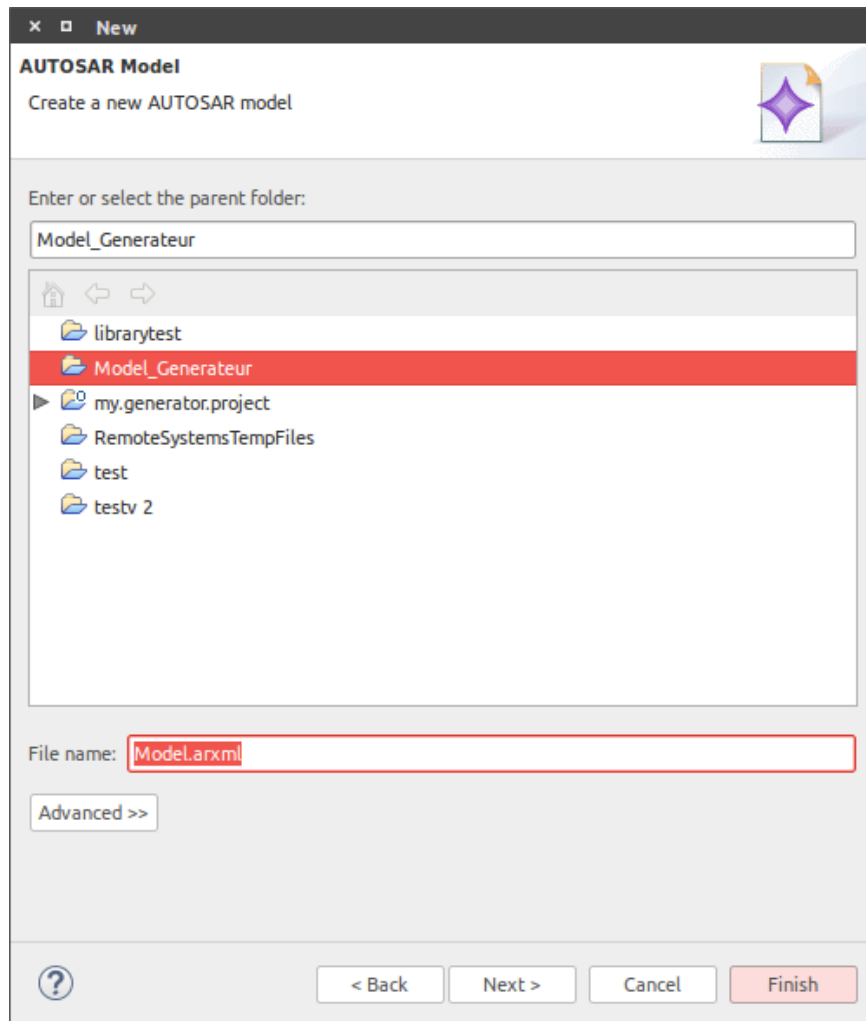 New
AUTOSAR Model
Create a new AUTOSAR model
Enter or select the parent folder:
Model_Generateur
librarytest
Model_Generateur
my.generator.project
RemoteSystemsTempFiles
test
testv 2
File name: Model.arxml
Advanced >>
? < Back Next > Cancel Finish